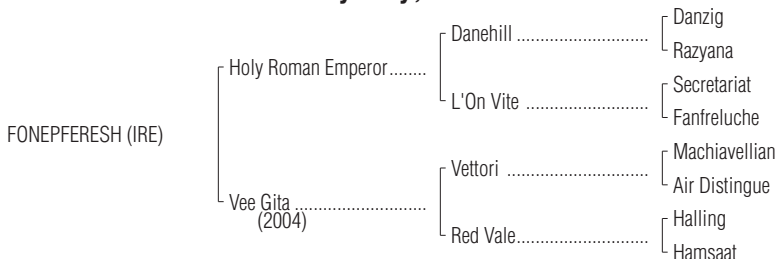 Danzig
Danehill
Razyana
Holy Roman Emperor
Secretariat
L'On Vite
Fanfreluche
FONEPFERESH (IRE)
Machiavellian
Vettori
Air Distingue
Vee Gita
(2004)
Halling
Red Vale
Hamsaat